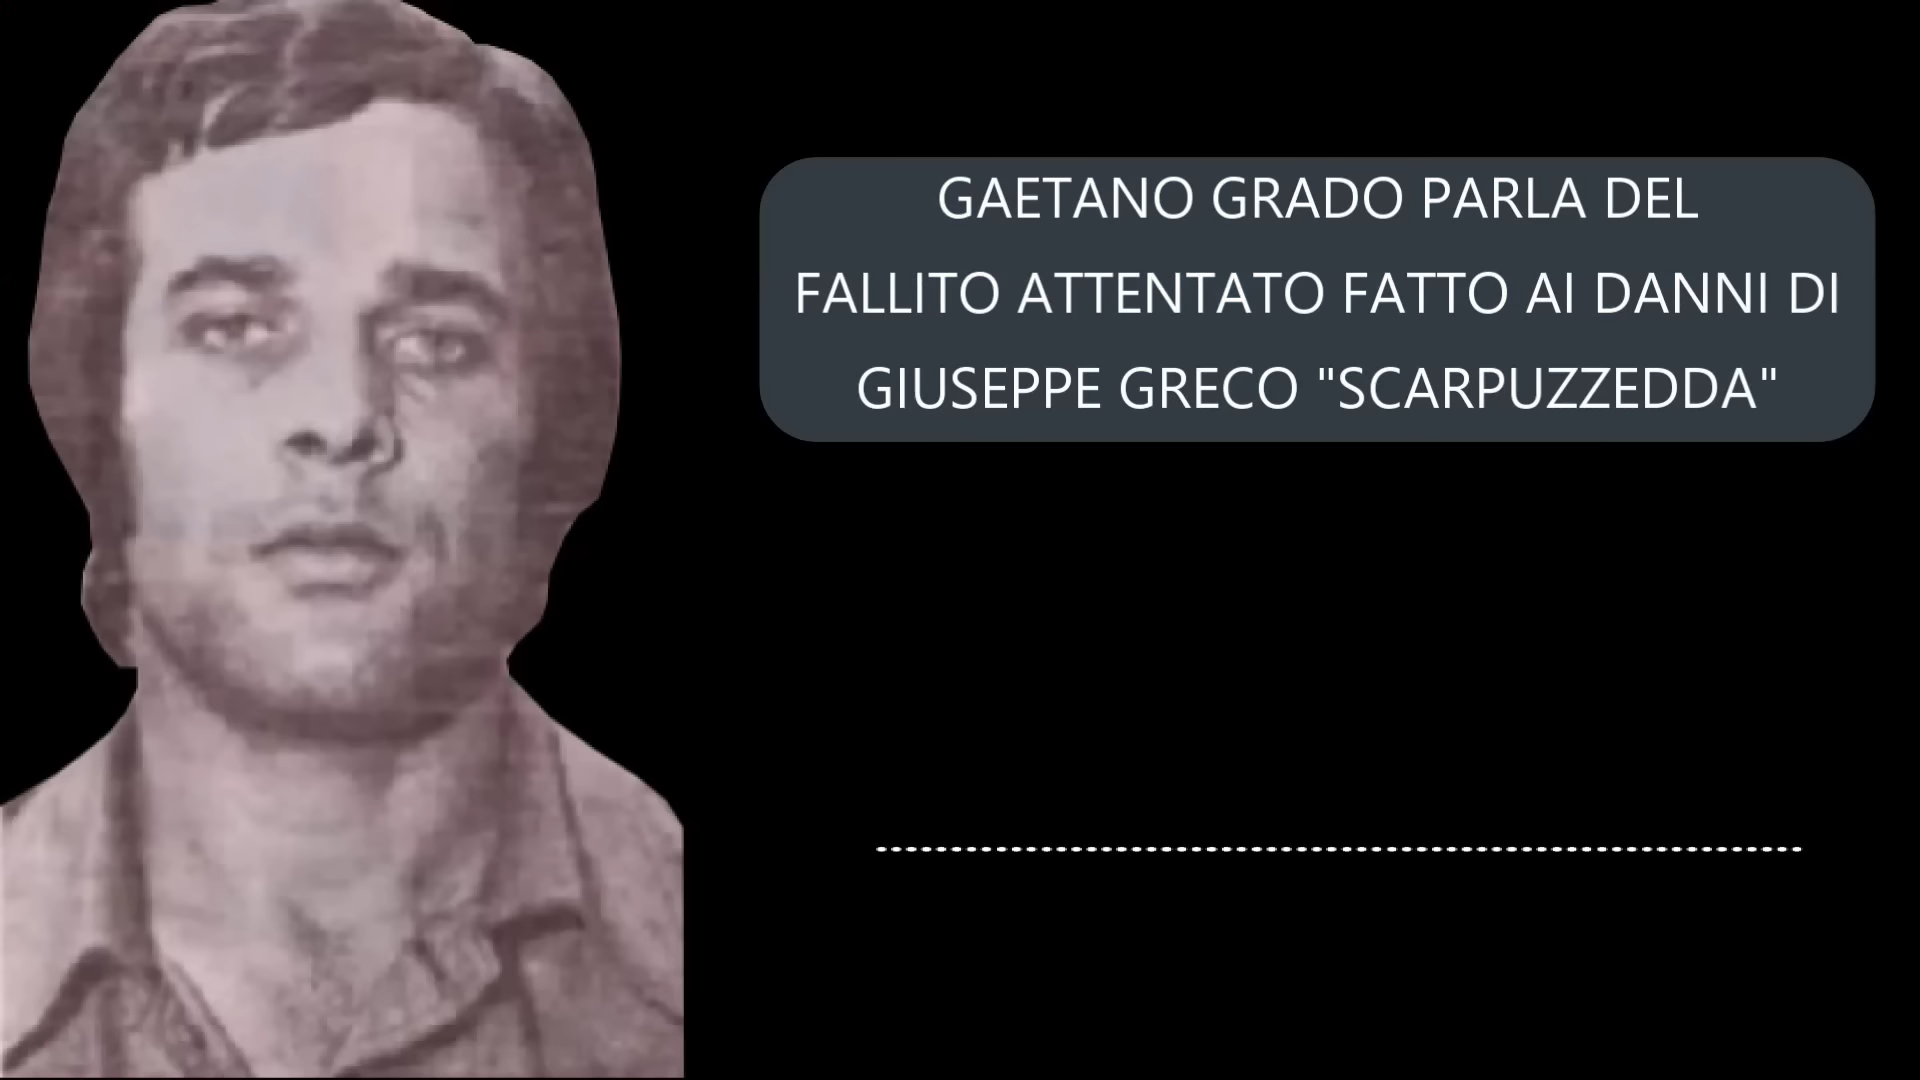 GAETANO GRADO PARLA DEL
FALLITO ATTENTATO FATTO AI DANNI DI
GIUSEPPE GRECO "SCARPUZZEDDA"